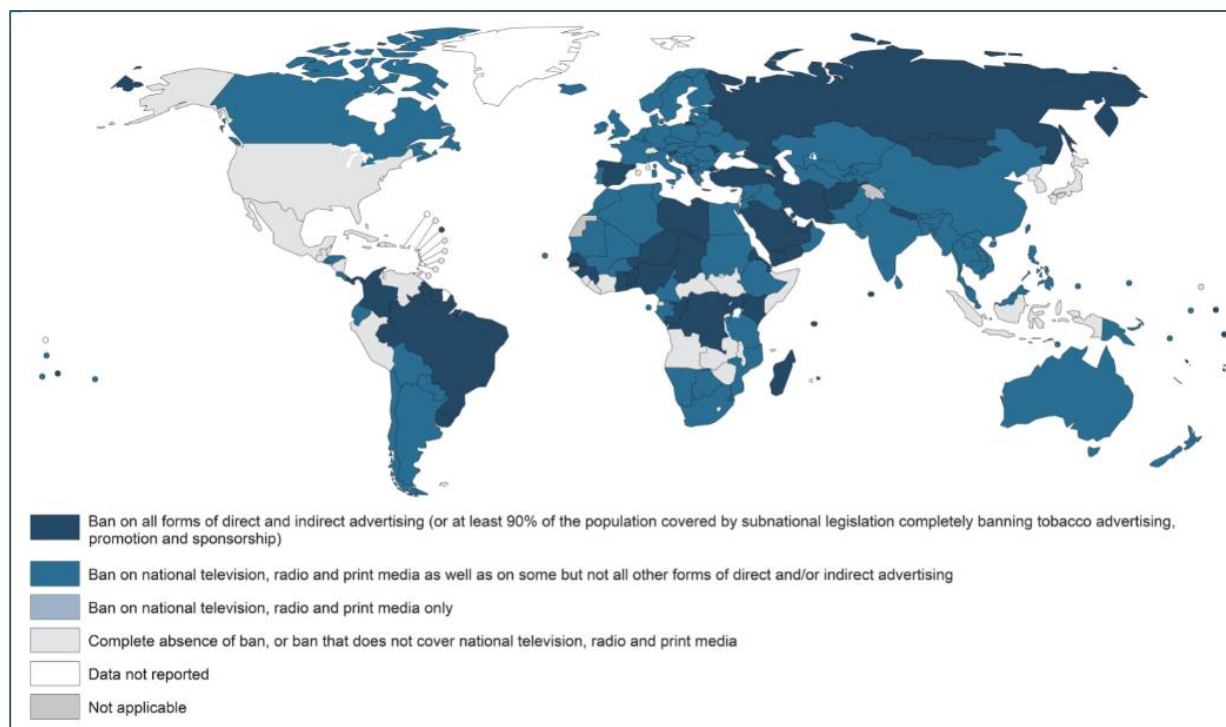 Ban on all forms of direct and indirect advertising (or at least 90% of the population covered by subnational legislation completely banning tobacco advertising,
promotion and sponsorship)
Ban on national television, radio and print media as well as on some but not all other forms of direct and/or indirect advertising
Ban on national television, radio and print media only
Complete absence of ban, or ban that does not cover national television, radio and print media
Data not reported
Not applicable